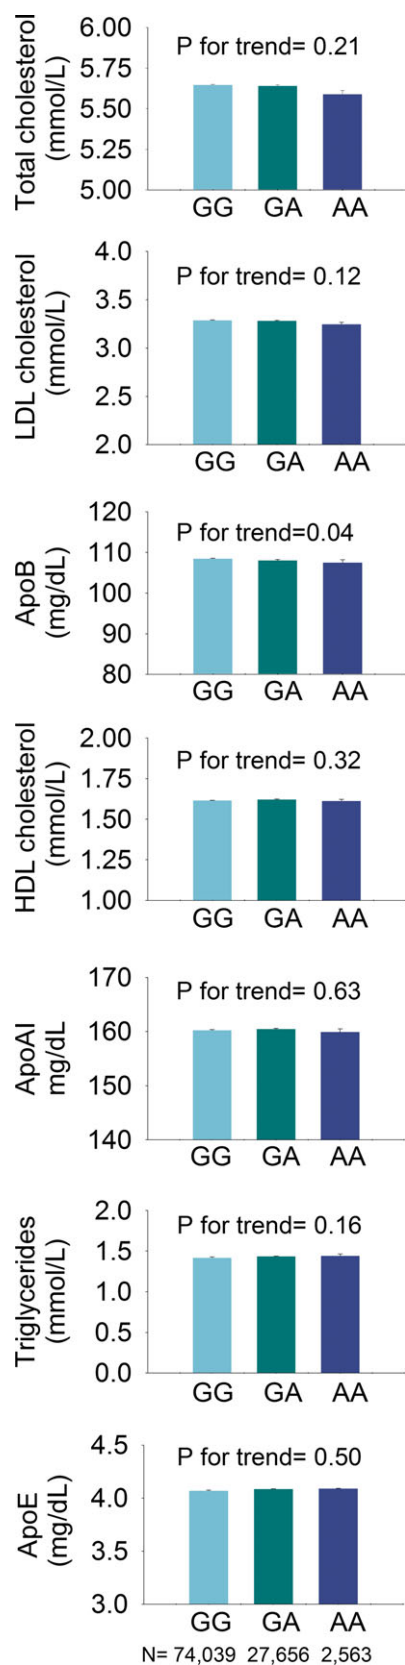 Total cholesterol
(mmol/L)
6.00
5.75
5.50
5.25
5.00
P for trend= 0.21
GG GA AA
LDL cholesterol
(mmol/L)
4.0
3.5
3.0
2.5
2.0
P for trend= 0.12
GG GA AA
ApoB
(mg/dL)
120
110
100
90
80
P for trend=0.04
GG GA AA
HDL cholesterol
(mmol/L)
2.00
1.75
1.50
1.25
1.00
P for trend= 0.32
GG GA AA
ApoAI
mg/dL
170
160
150
140
P for trend= 0.63
GG GA AA
Triglycerides
(mmol/L)
2.0
1.5
1.0
0.5
0.0
P for trend= 0.16
GG GA AA
ApoE
(mg/dL)
4.5
4.0
3.5
3.0
P for trend= 0.50
GG GA AA
N= 74,039 27,656 2,563